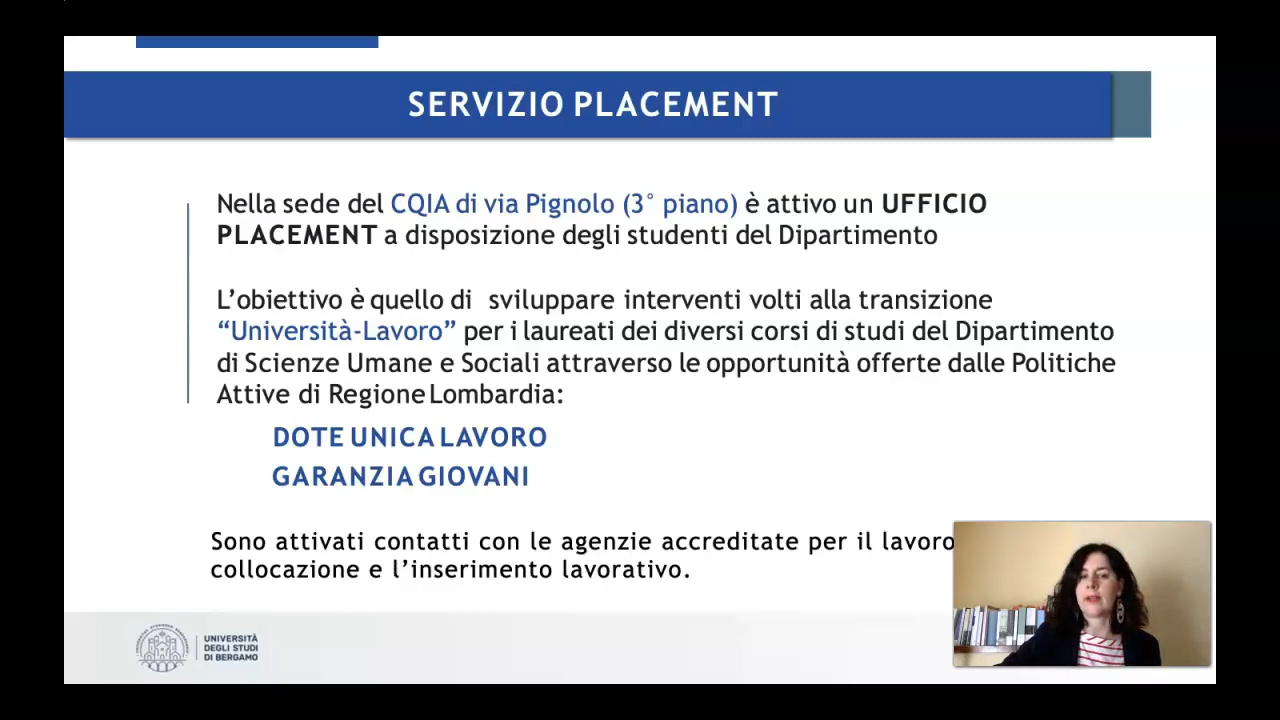 SERVIZIO PLACEMENT
Nella sede del CQIA di via Pignolo (3° piano) è attivo un UFFICIO
PLACEMENT a disposizione degli studenti del Dipartimento
L’obiettivo è quello di sviluppare interventi volti alla transizione
“Università-Lavoro” per i laureati dei diversi corsi di studi del Dipartimento
di Scienze Umane e Sociali attraverso le opportunità offerte dalle Politiche
Attive di Regione Lombardia:
DOTE UNICA LAVORO
GARANZIA GIOVANI
Sono attivati contatti con le agenzie accreditate per il lavoro
collocazione e l’inserimento lavorativo.
UNIVERSITÀ
DEGLI STUDI
DI BERGAMO